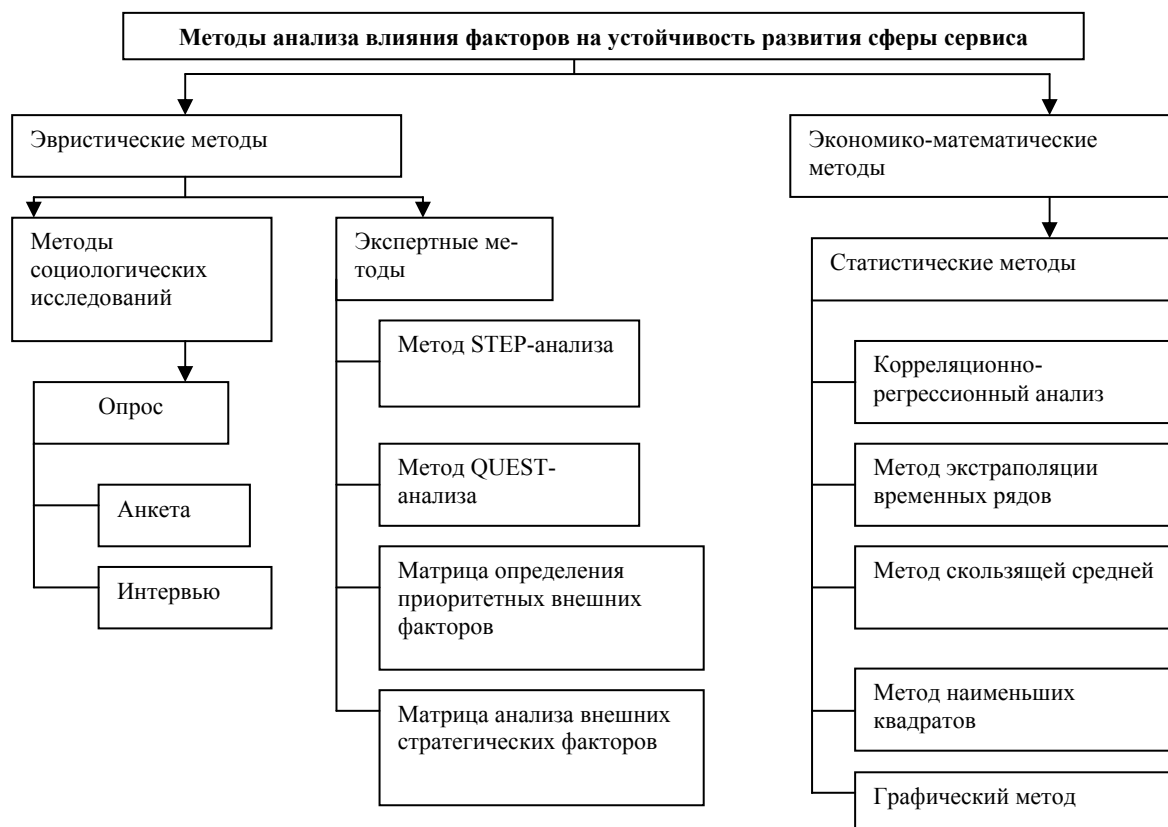 Методы анализа влияния факторов на устойчивость развития сферы сервиса
Эвристические методы
Экономико-математические
методы
Методы
социологических
исследований
Экспертные ме-
тоды
Статистические методы
Метод STEP-анализа
Корреляционно-
регрессионный анализ
Опрос
Метод QUEST-
анализа
Метод экстраполяции
временных рядов
Анкета
Интервью
Матрица определения
приоритетных внешних
факторов
Метод скользящей средней
Матрица анализа внешних
стратегических факторов
Метод наименьших
квадратов
Графический метод